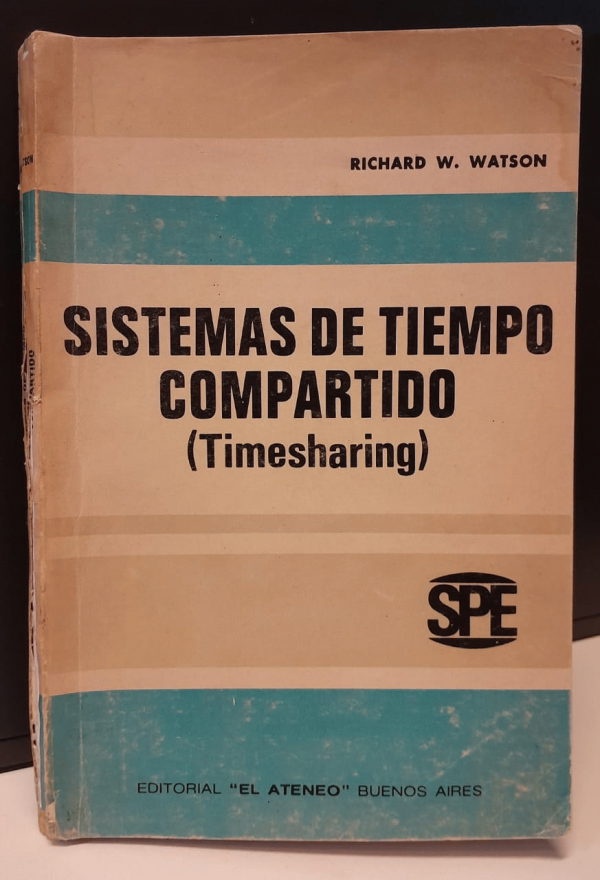 RICHARD W. WATSON
SISTEMAS DE TIEMPO
COMPARTIDO
(Timesharing)
SPE
EDITORIAL "EL ATENEO" BUENOS AIRES